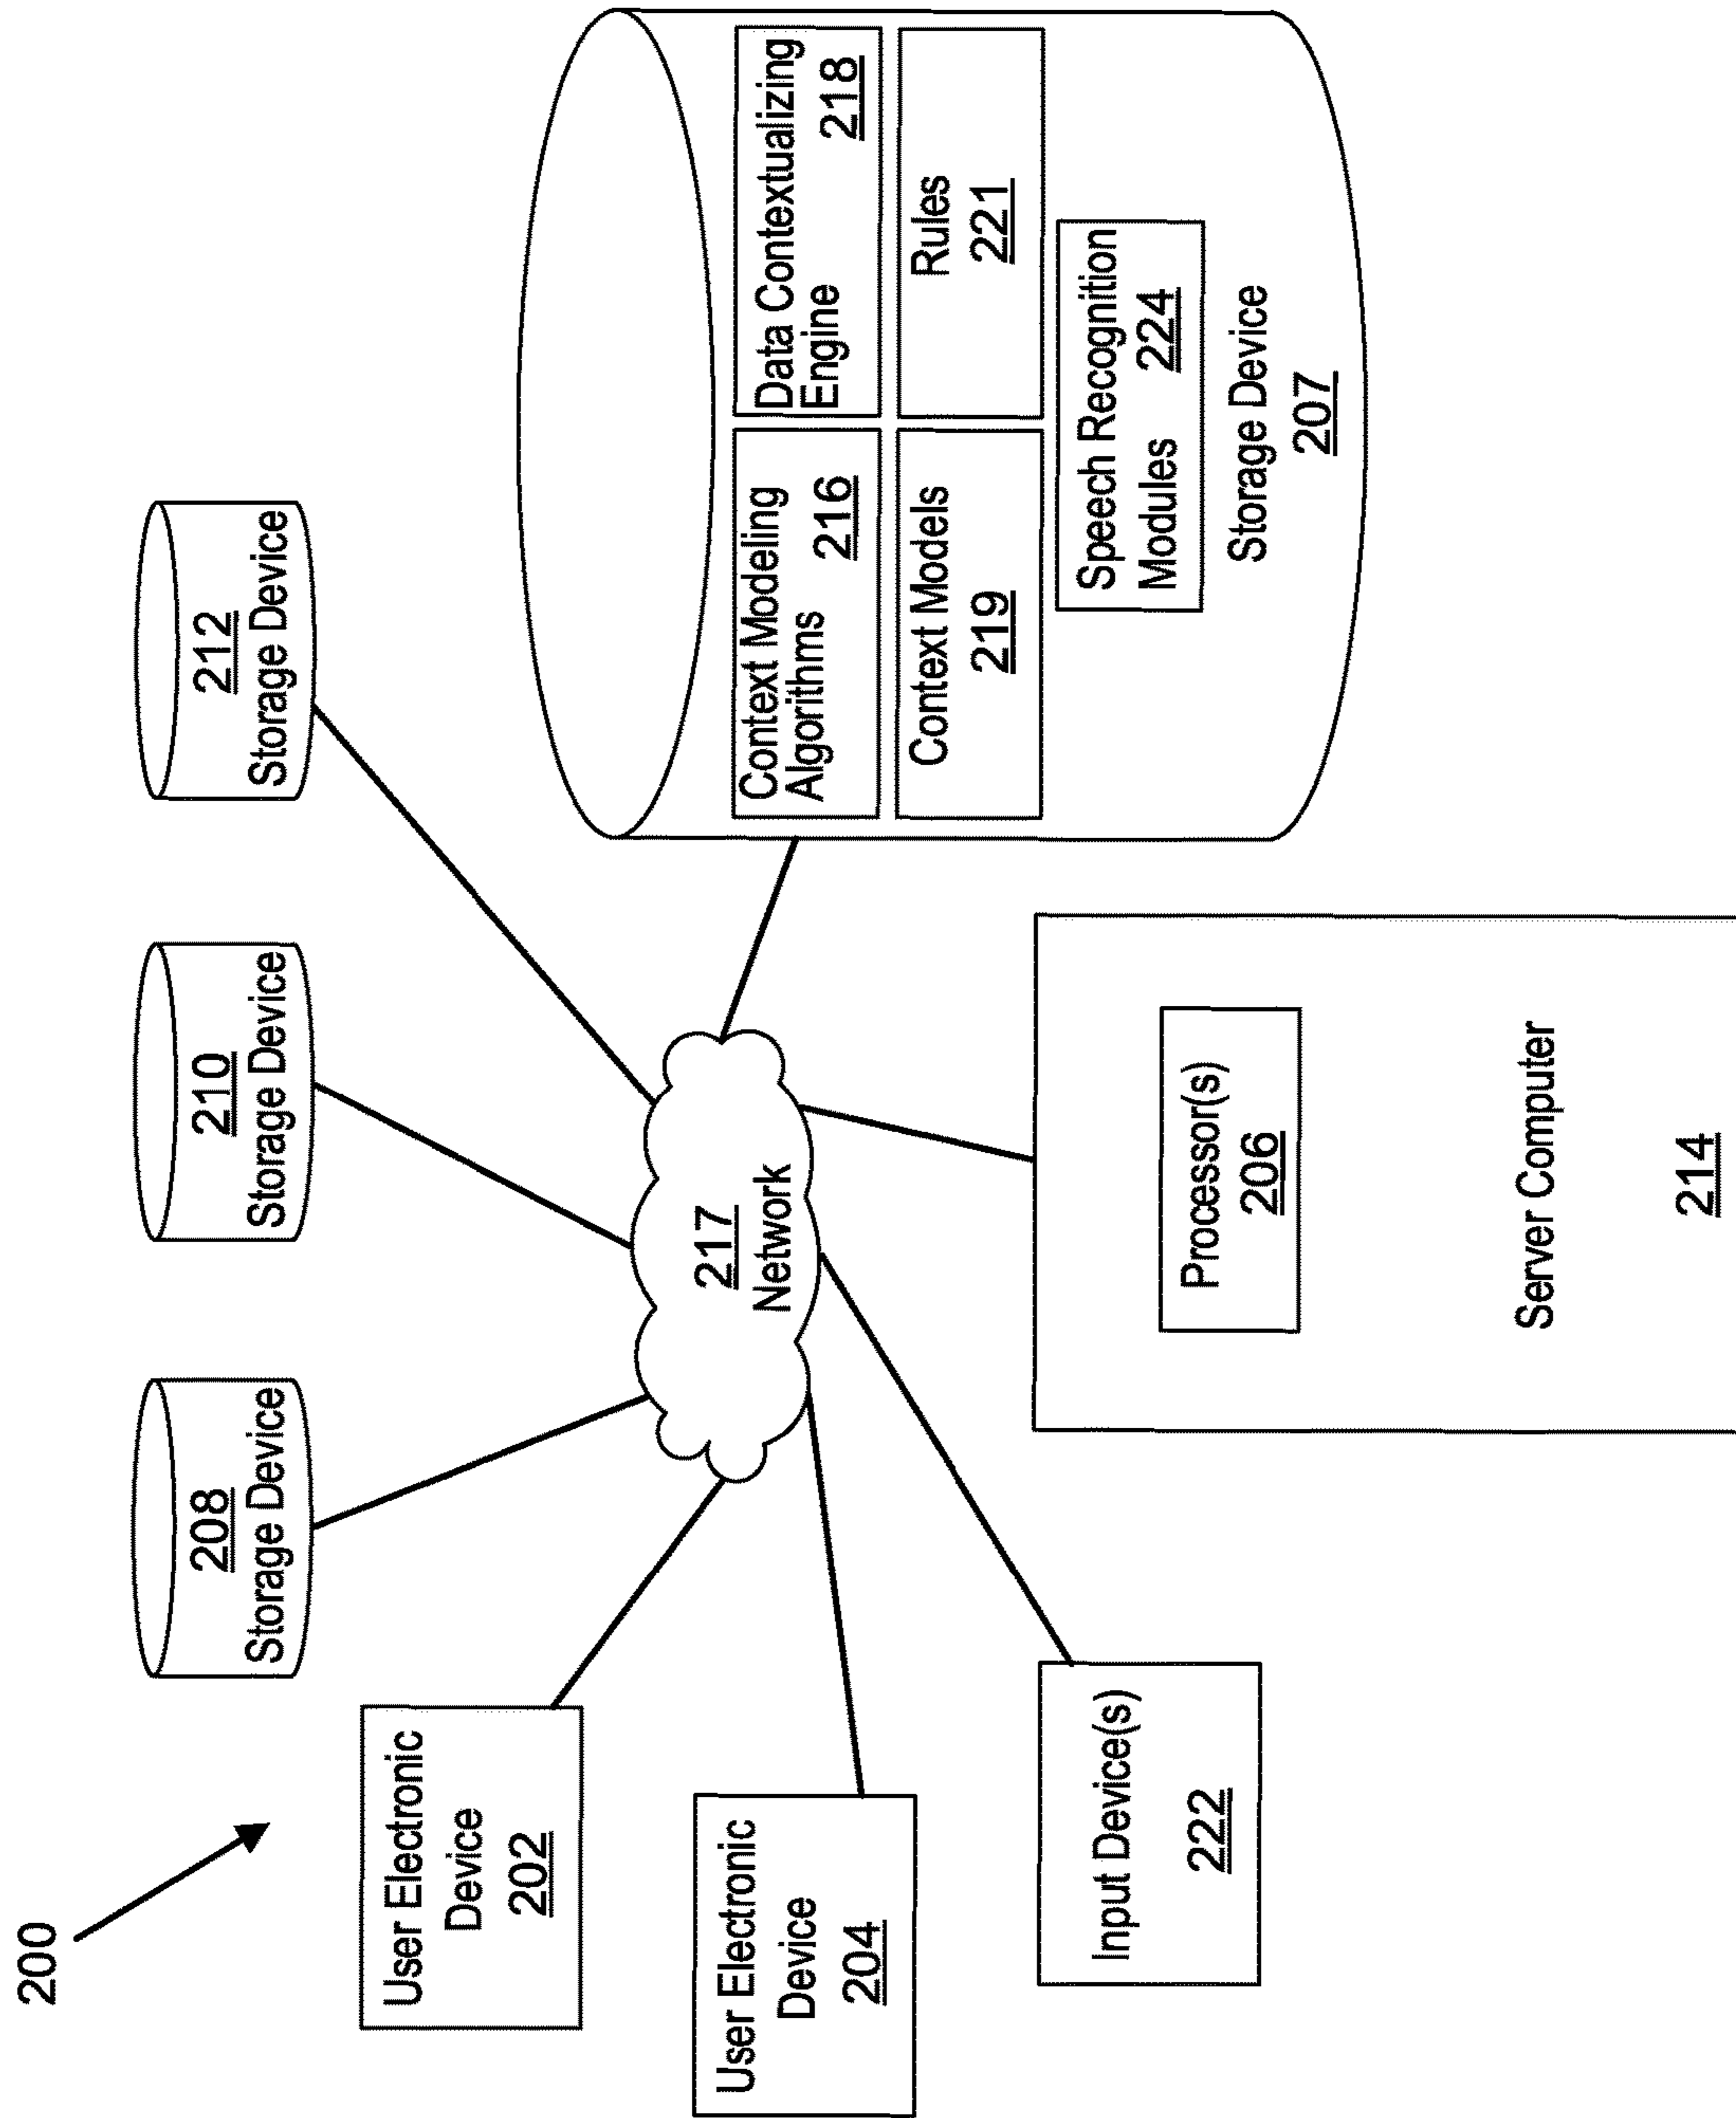 200
208
Storage Device
210
Storage Device
212
Storage Device
User Electronic
Device
202
User Electronic
Device
204
Input Device(s)
222
217
Network
Processor(s)
206
Server Computer
214
Context Modeling
Algorithms 216
Data Contextualizing
Engine 218
Context Models
219
Rules
221
Speech Recognition
Modules 224
Storage Device
207